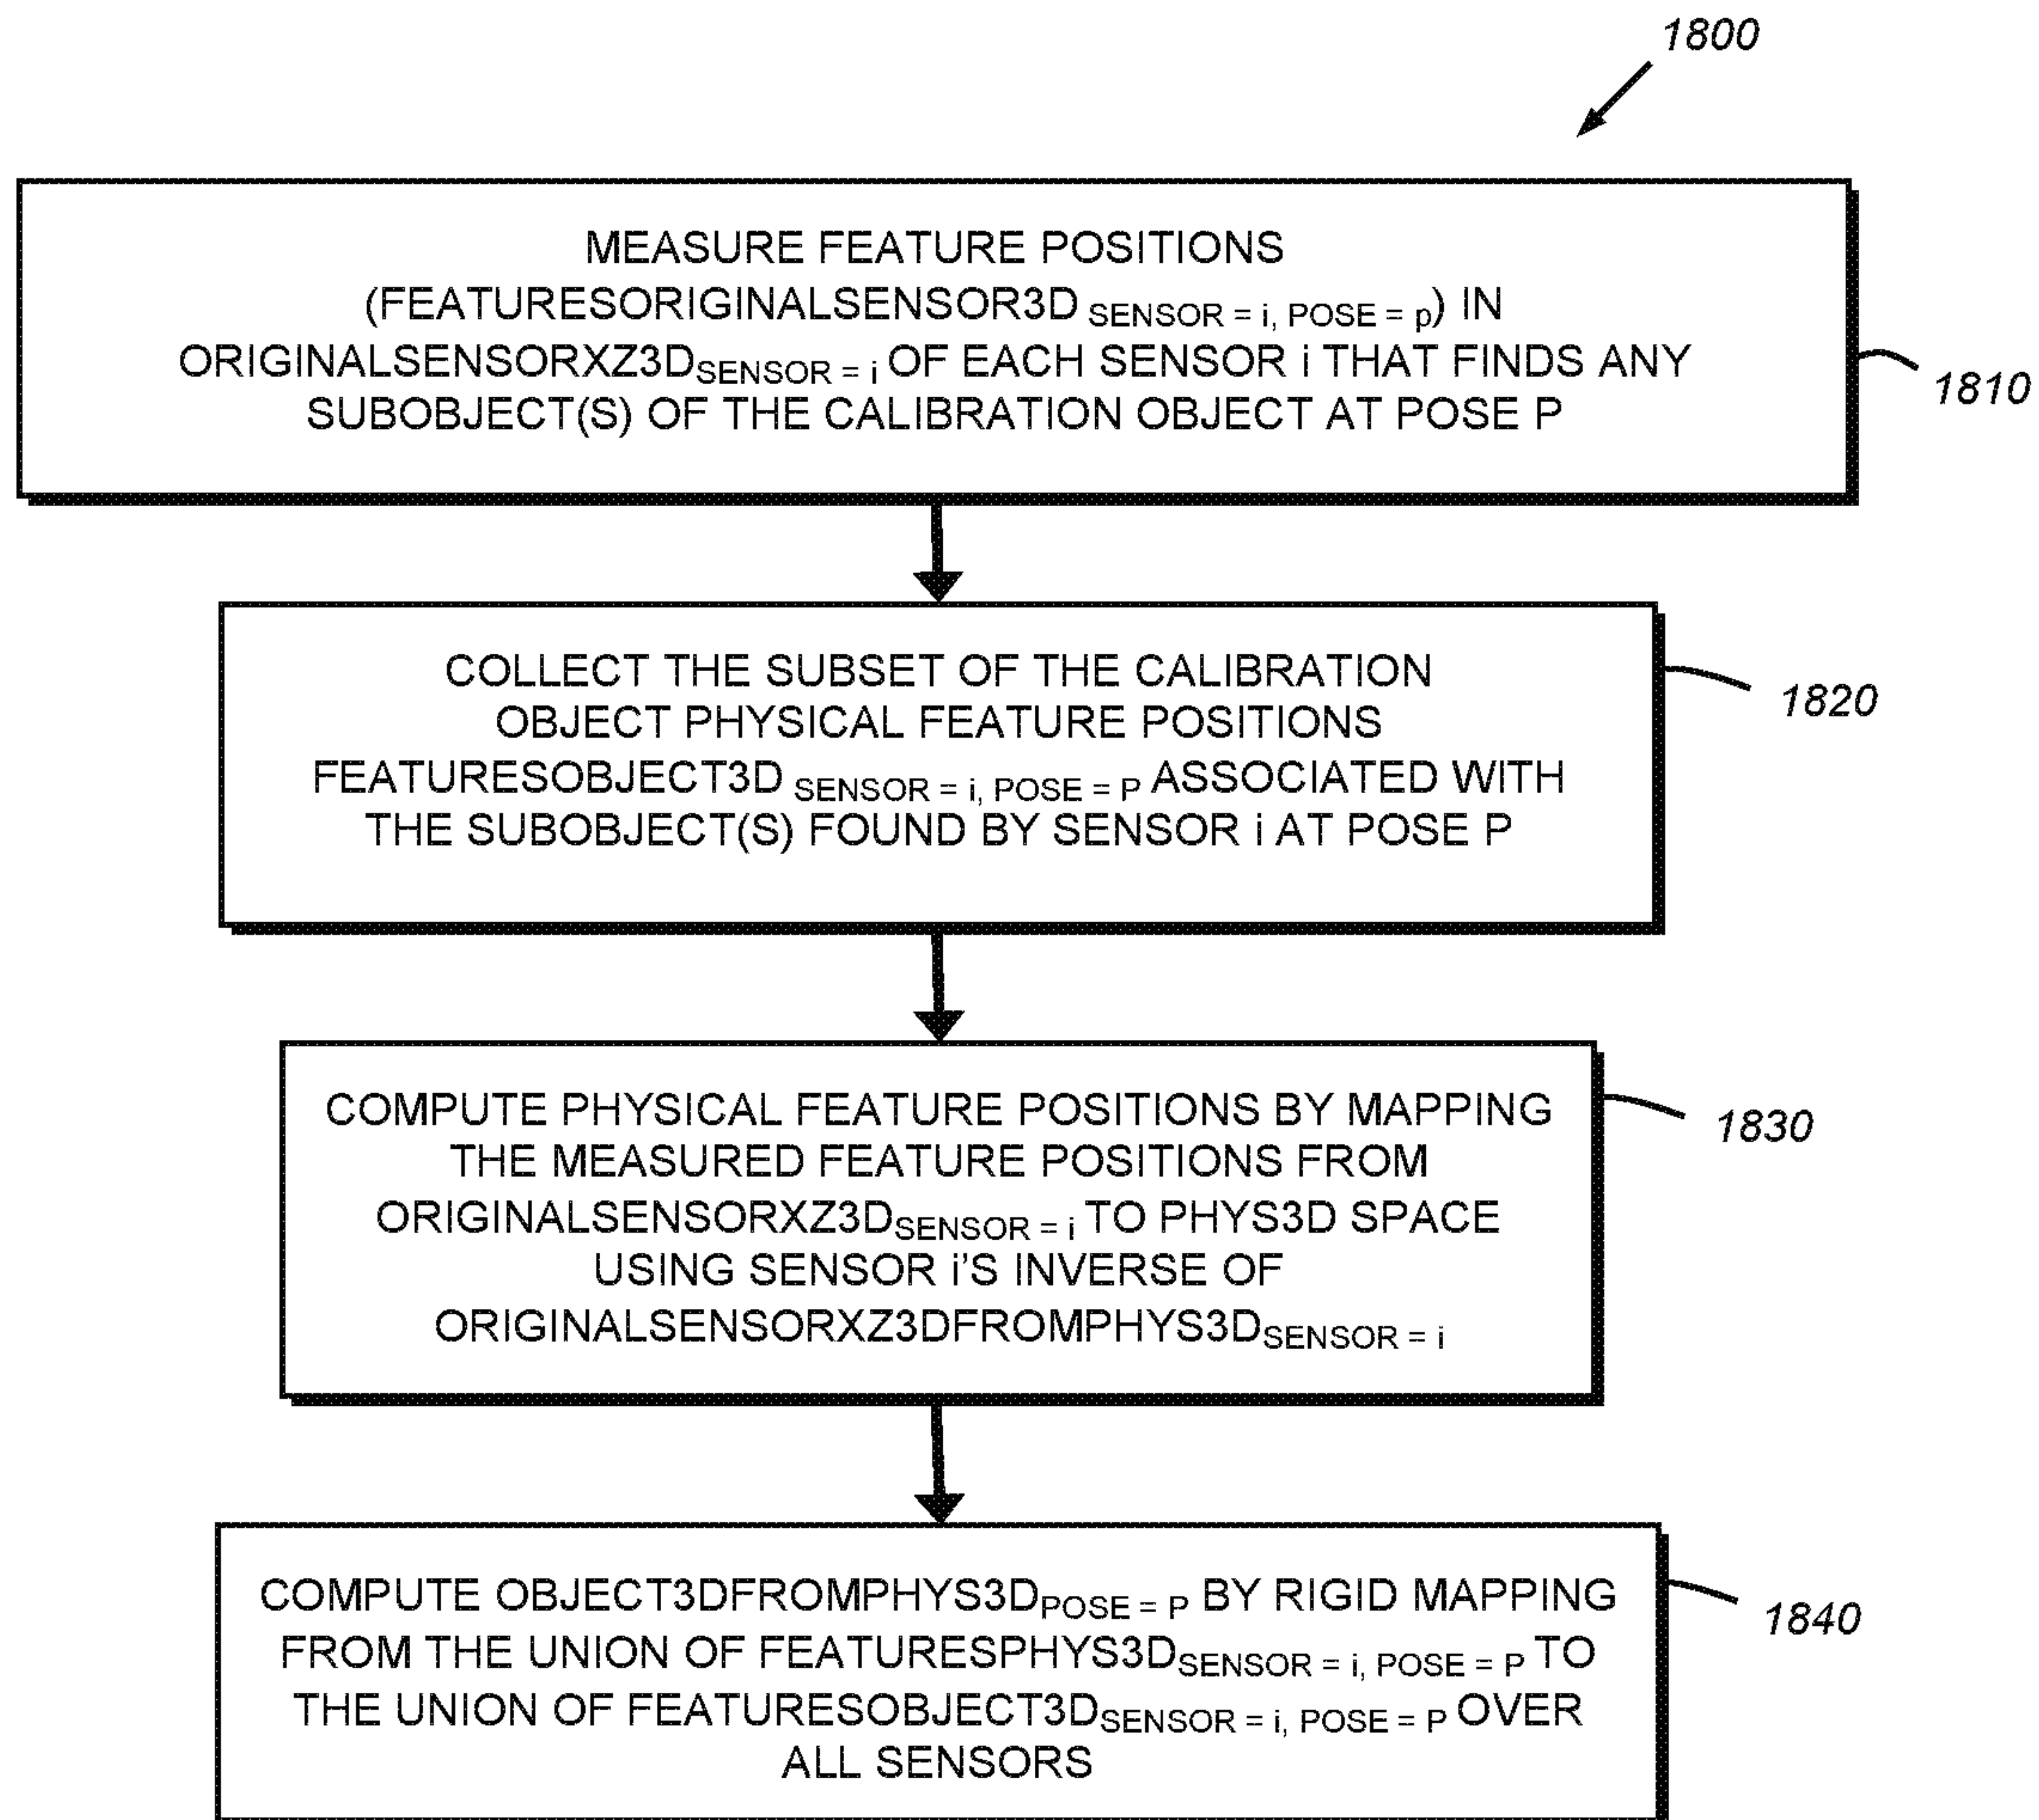 1800
MEASURE FEATURE POSITIONS
(FEATURESORIGINALSENSOR3D SENSOR = i, POSE = p) IN
ORIGINALSENSORXZ3DSENSOR = i OF EACH SENSOR i THAT FINDS ANY
SUBOBJECT(S) OF THE CALIBRATION OBJECT AT POSE P
1810
COLLECT THE SUBSET OF THE CALIBRATION
OBJECT PHYSICAL FEATURE POSITIONS
FEATURESOBJECT3D SENSOR = i, POSE = P ASSOCIATED WITH
THE SUBOBJECT(S) FOUND BY SENSOR i AT POSE P
1820
COMPUTE PHYSICAL FEATURE POSITIONS BY MAPPING
THE MEASURED FEATURE POSITIONS FROM
ORIGINALSENSORXZ3DSENSOR = i TO PHYS3D SPACE
USING SENSOR i'S INVERSE OF
ORIGINALSENSORXZ3DFROMPHYS3DSENSOR = i
1830
COMPUTE OBJECT3DFROMPHYS3DPOSE = P BY RIGID MAPPING
FROM THE UNION OF FEATURESPHYS3DSENSOR = i, POSE = P TO
THE UNION OF FEATURESOBJECT3DSENSOR = i, POSE = P OVER
ALL SENSORS
1840